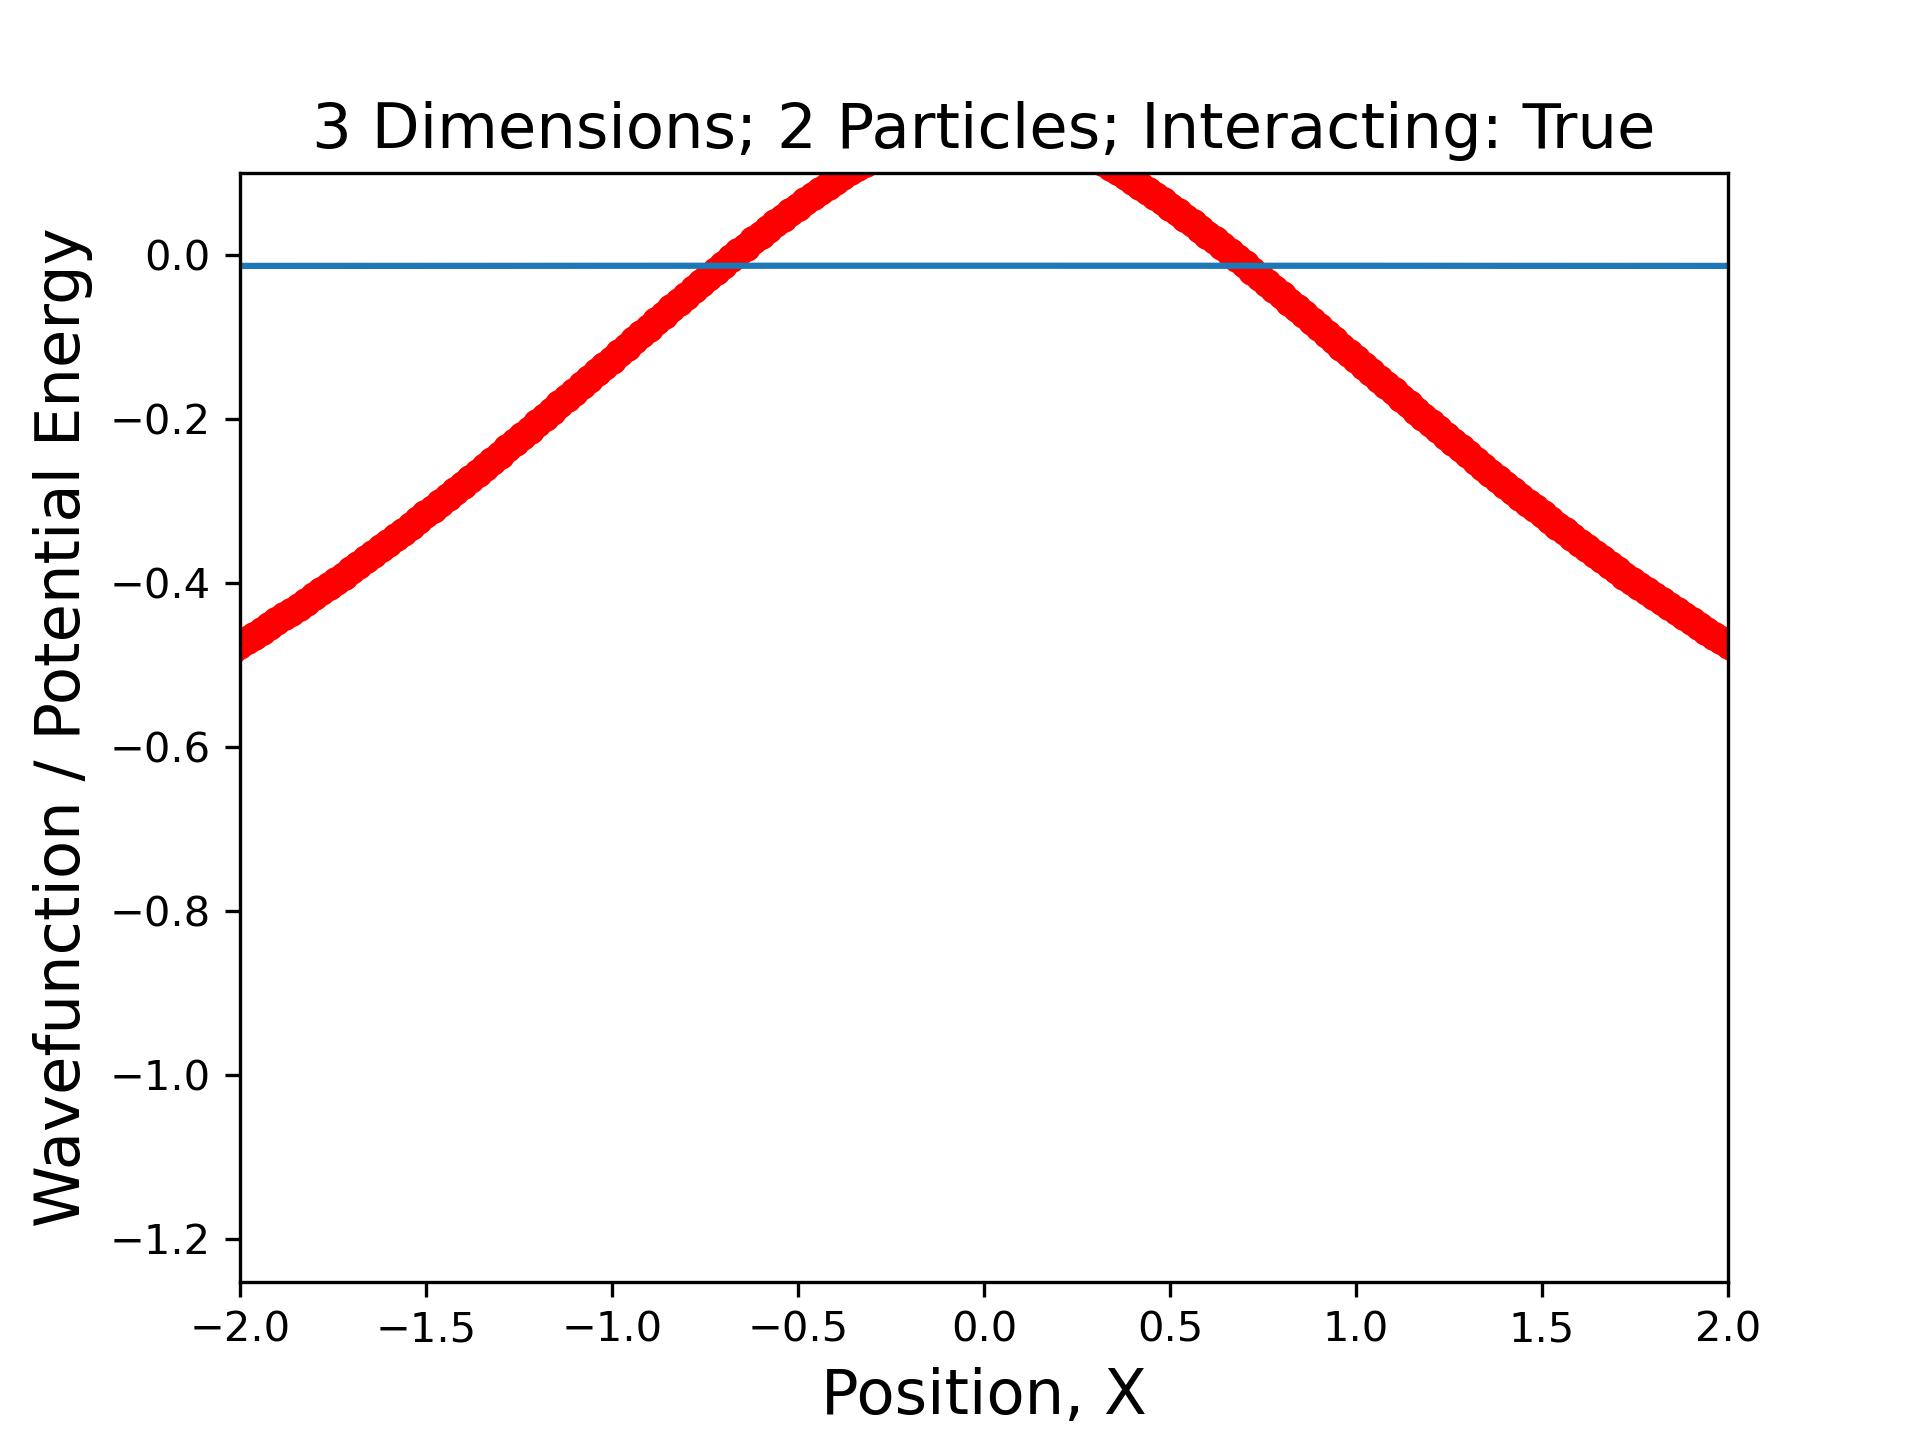 3 Dimensions; 2 Particles; Interacting: True
Wavefunction / Potential Energy
0.0
−0.2
−0.4
−0.6
−0.8
−1.0
−1.2
−2.0 −1.5 −1.0 −0.5 0.0 0.5 1.0 1.5 2.0
Position, X